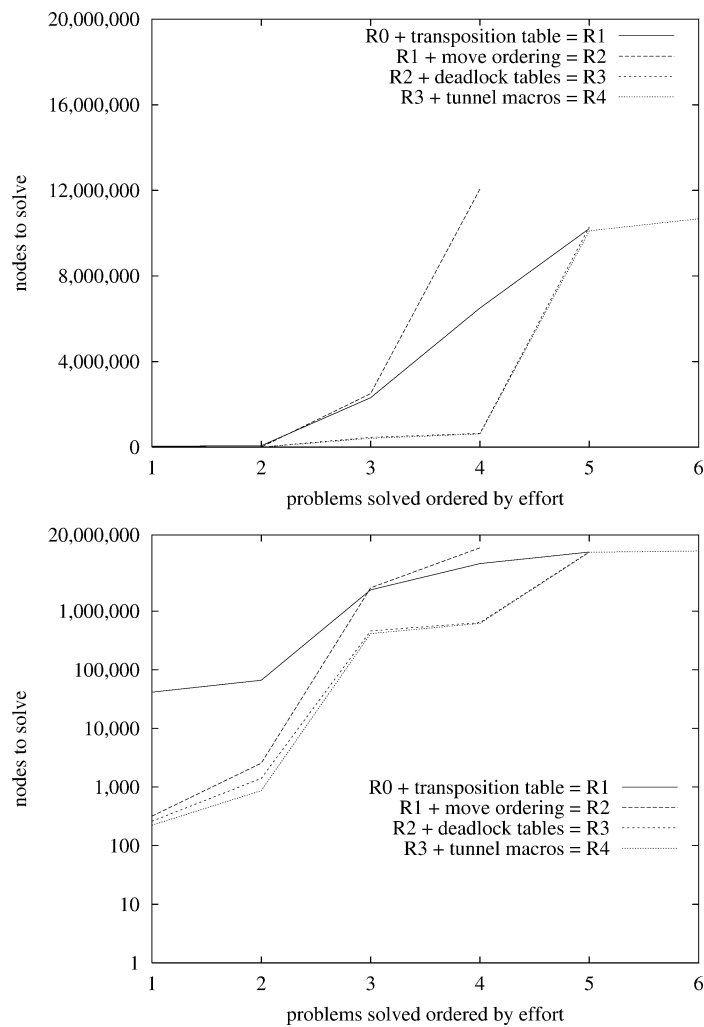 20,000,000
R0 + transposition table = R1
R1 + move ordering = R2
R2 + deadlock tables = R3
R3 + tunnel macros = R4
16,000,000
12,000,000
nodes to solve
8,000,000
4,000,000
0
1 2 3 4 5 6
problems solved ordered by effort
20,000,000
1,000,000
100,000
nodes to solve
10,000
1,000
R0 + transposition table = R1
R1 + move ordering = R2
R2 + deadlock tables = R3
R3 + tunnel macros = R4
100
10
1
1 2 3 4 5 6
problems solved ordered by effort